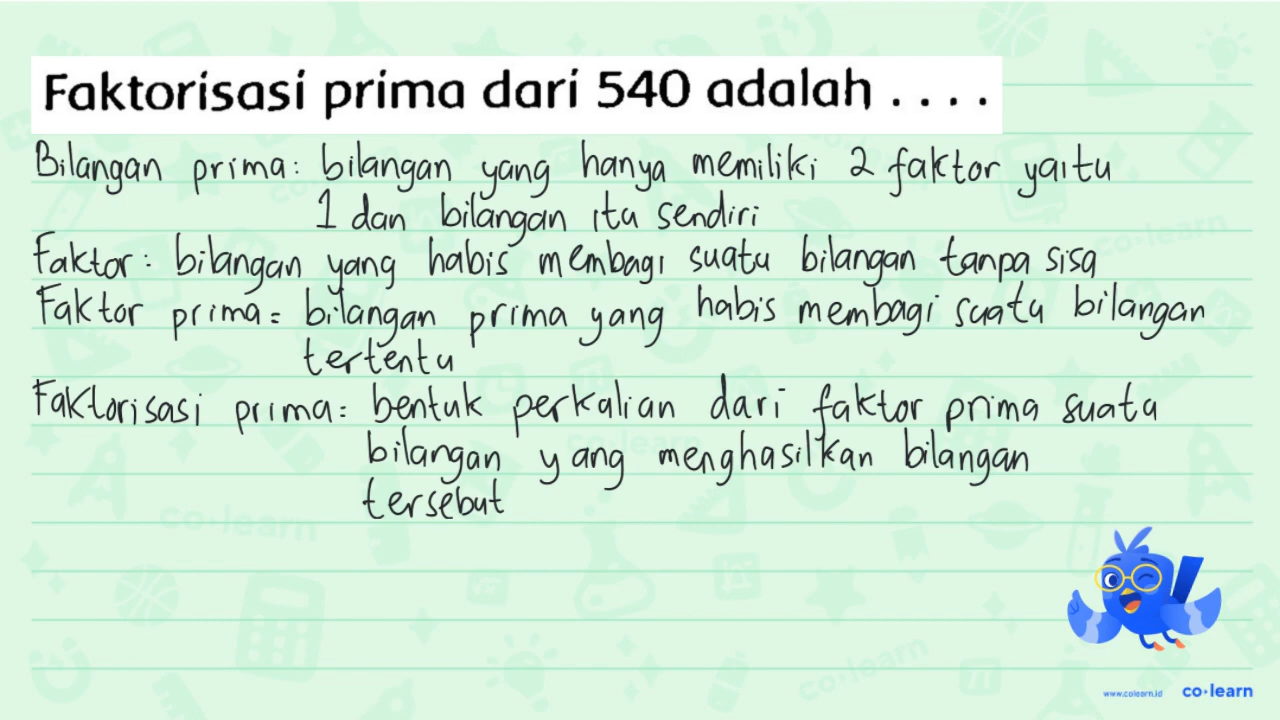 Faktorisasi prima dari 540 adalah . . . .
Bilangan prima: bilangan yang hanya memiliki 2 faktor yaitu
1 dan bilangan itu sendiri
Faktor: bilangan yang habis membagi suatu bilangan tanpa sisa
Faktor prima = bilangan prima yang habis membagi suatu bilangan
tertentu
Faktorisasi prima = bentuk perkalian dari faktor prima suatu
bilangan yang menghasilkan bilangan
tersebut
www.colearn.id co·learn